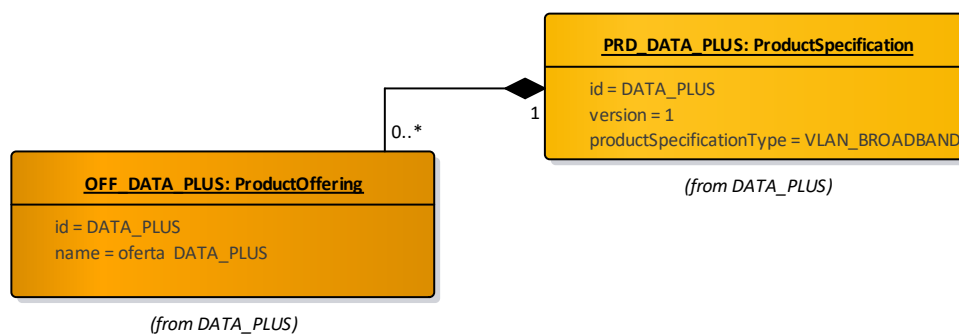 PRD_DATA_PLUS: ProductSpecification
id = DATA_PLUS
version = 1
productSpecificationType = VLAN_BROADBAND
(from DATA_PLUS)
1
0..*
OFF_DATA_PLUS: ProductOffering
id = DATA_PLUS
name = oferta DATA_PLUS
(from DATA_PLUS)